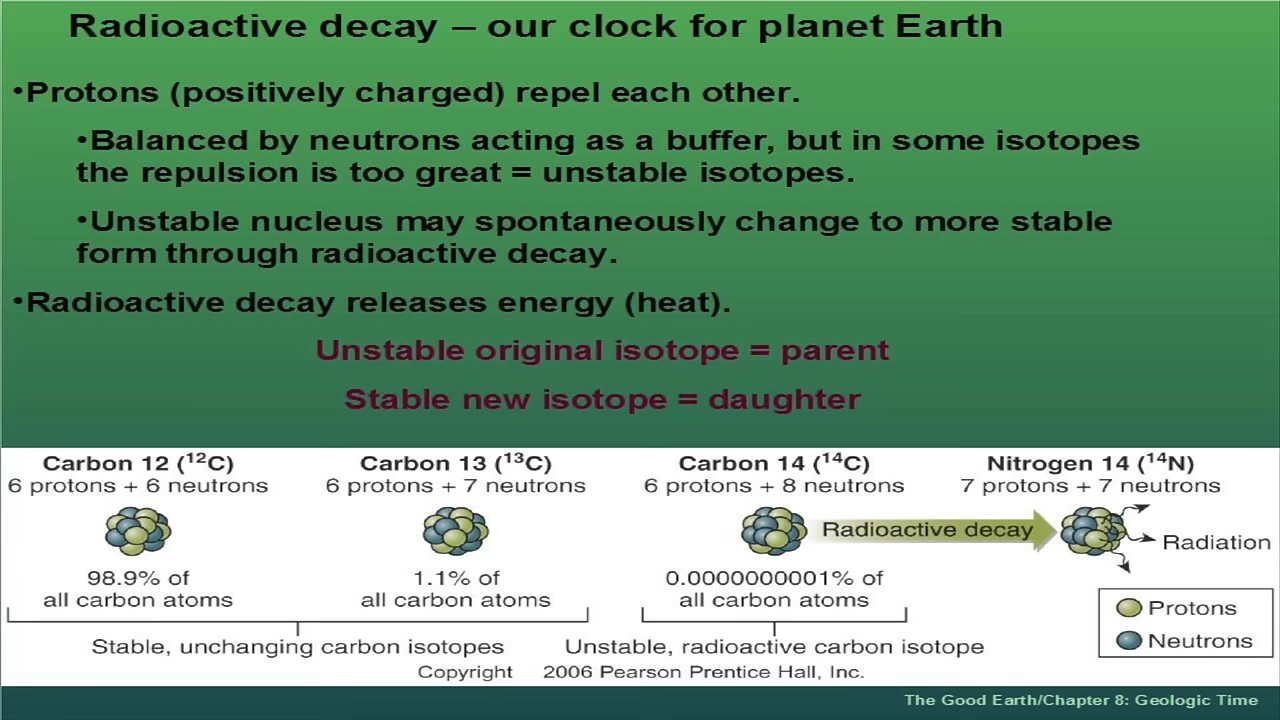 Radioactive decay – our clock for planet Earth
•Protons (positively charged) repel each other.
•Balanced by neutrons acting as a buffer, but in some isotopes
the repulsion is too great = unstable isotopes.
•Unstable nucleus may spontaneously change to more stable
form through radioactive decay.
•Radioactive decay releases energy (heat).
Unstable original isotope = parent
Stable new isotope = daughter
Carbon 12 (¹²C)
6 protons + 6 neutrons
98.9% of
all carbon atoms
Carbon 13 (¹³C)
6 protons + 7 neutrons
1.1% of
all carbon atoms
Stable, unchanging carbon isotopes
Carbon 14 (¹⁴C)
6 protons + 8 neutrons
0.0000000001% of
all carbon atoms
Unstable, radioactive carbon isotope
Radioactive decay
Nitrogen 14 (¹⁴N)
7 protons + 7 neutrons
Radiation
Protons
Neutrons
Copyright 2006 Pearson Prentice Hall, Inc.
The Good Earth/Chapter 8: Geologic Time